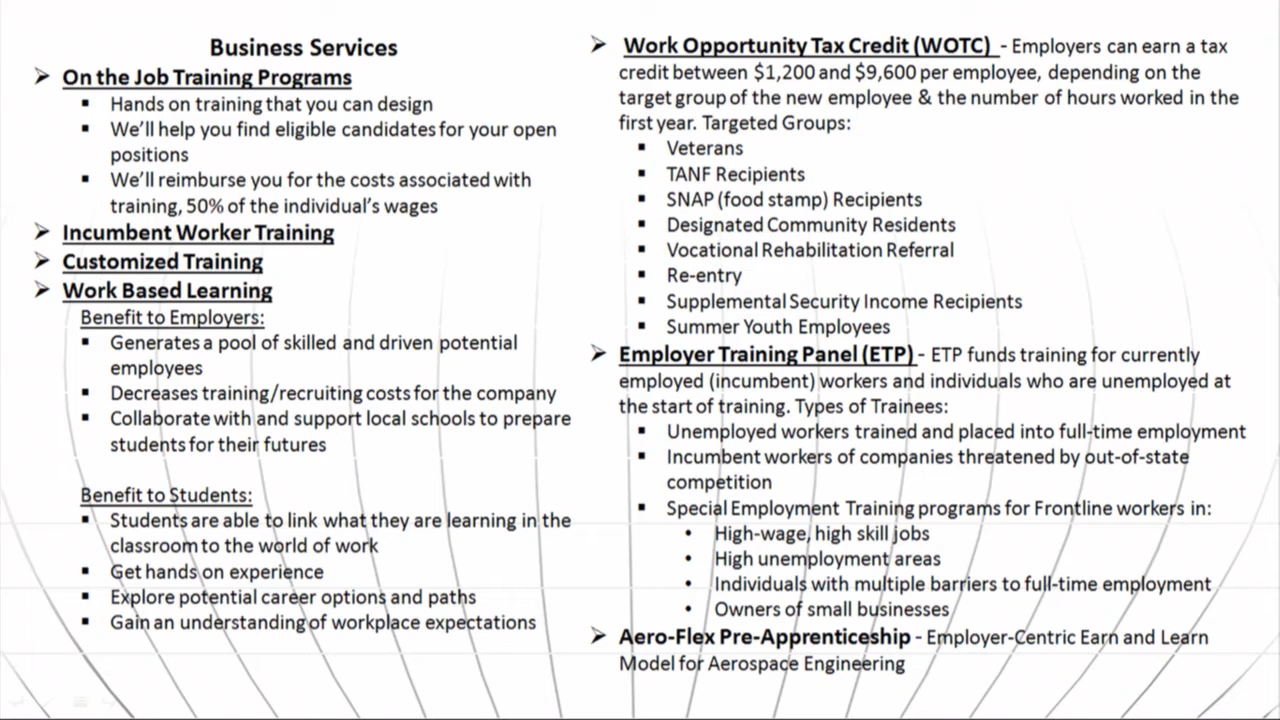 Business Services
➢ On the Job Training Programs
▪ Hands on training that you can design
▪ We'll help you find eligible candidates for your open
positions
▪ We'll reimburse you for the costs associated with
training, 50% of the individual's wages
➢ Incumbent Worker Training
➢ Customized Training
➢ Work Based Learning
Benefit to Employers:
▪ Generates a pool of skilled and driven potential
employees
▪ Decreases training/recruiting costs for the company
▪ Collaborate with and support local schools to prepare
students for their futures
Benefit to Students:
▪ Students are able to link what they are learning in the
classroom to the world of work
▪ Get hands on experience
▪ Explore potential career options and paths
▪ Gain an understanding of workplace expectations
➢ Work Opportunity Tax Credit (WOTC) - Employers can earn a tax
credit between $1,200 and $9,600 per employee, depending on the
target group of the new employee & the number of hours worked in the
first year. Targeted Groups:
▪ Veterans
▪ TANF Recipients
▪ SNAP (food stamp) Recipients
▪ Designated Community Residents
▪ Vocational Rehabilitation Referral
▪ Re-entry
▪ Supplemental Security Income Recipients
▪ Summer Youth Employees
➢ Employer Training Panel (ETP) - ETP funds training for currently
employed (incumbent) workers and individuals who are unemployed at
the start of training. Types of Trainees:
▪ Unemployed workers trained and placed into full-time employment
▪ Incumbent workers of companies threatened by out-of-state
competition
▪ Special Employment Training programs for Frontline workers in:
• High-wage, high skill jobs
• High unemployment areas
• Individuals with multiple barriers to full-time employment
• Owners of small businesses
➢ Aero-Flex Pre-Apprenticeship - Employer-Centric Earn and Learn
Model for Aerospace Engineering